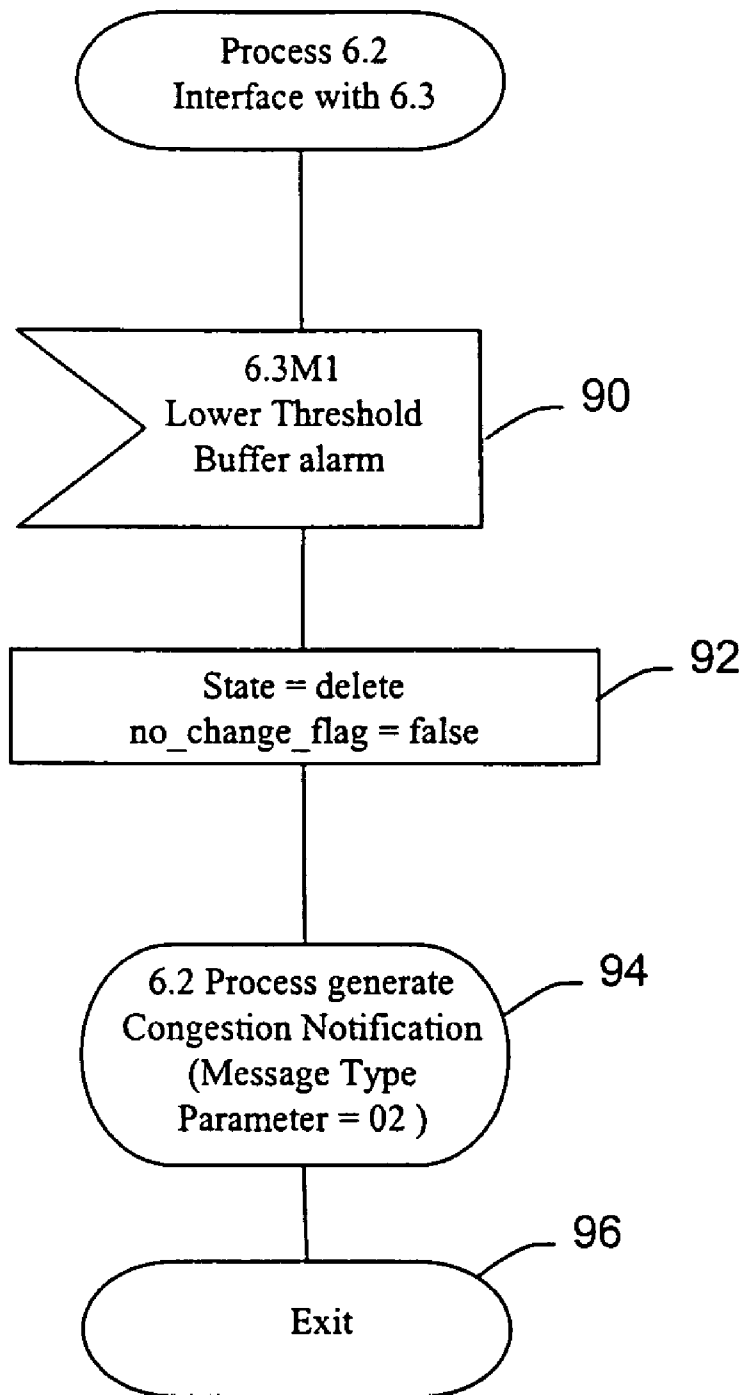 Process 6.2
Interface with 6.3
6.3M1
Lower Threshold
Buffer alarm
90
State = delete
no_change_flag = false
92
6.2 Process generate
Congestion Notification
(Message Type
Parameter = 02 )
94
Exit
96